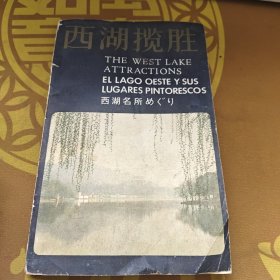 西湖揽胜
THE WEST LAKE
ATTRACTIONS
EL LAGO OESTE Y SUS
LUGARES PINTORESCOS
西湖名所めぐり